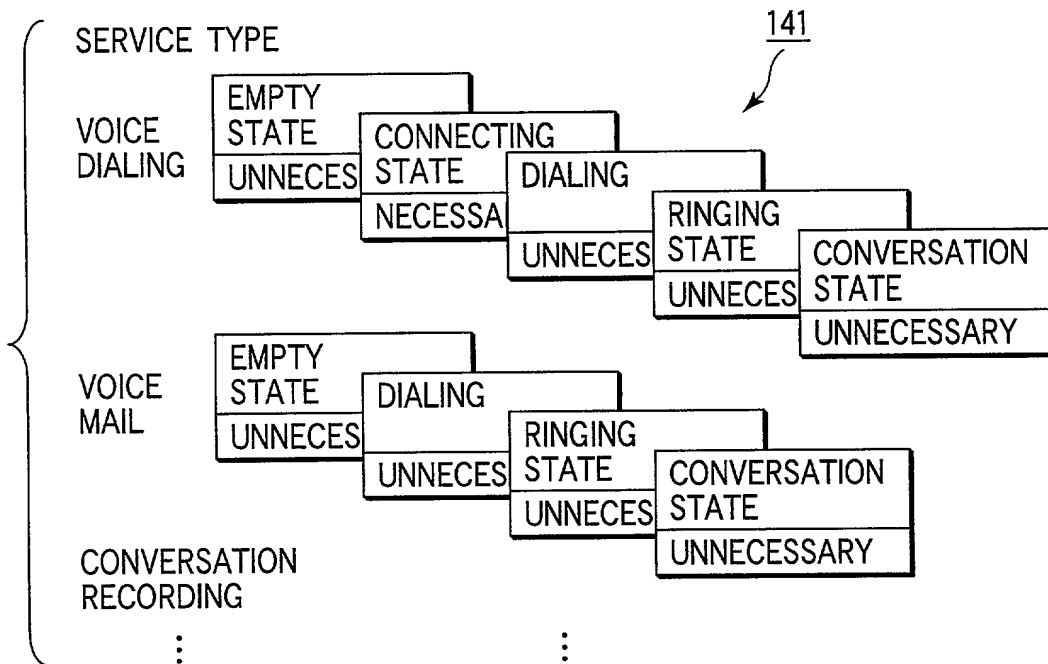 SERVICE TYPE
141
VOICE
DIALING
EMPTY
STATE
UNNECES
CONNECTING
STATE
NECESSA
DIALING
UNNECES
RINGING
STATE
UNNECES
CONVERSATION
STATE
UNNECESSARY
VOICE
MAIL
EMPTY
STATE
UNNECES
DIALING
UNNECES
RINGING
STATE
UNNECES
CONVERSATION
STATE
UNNECESSARY
CONVERSATION
RECORDING